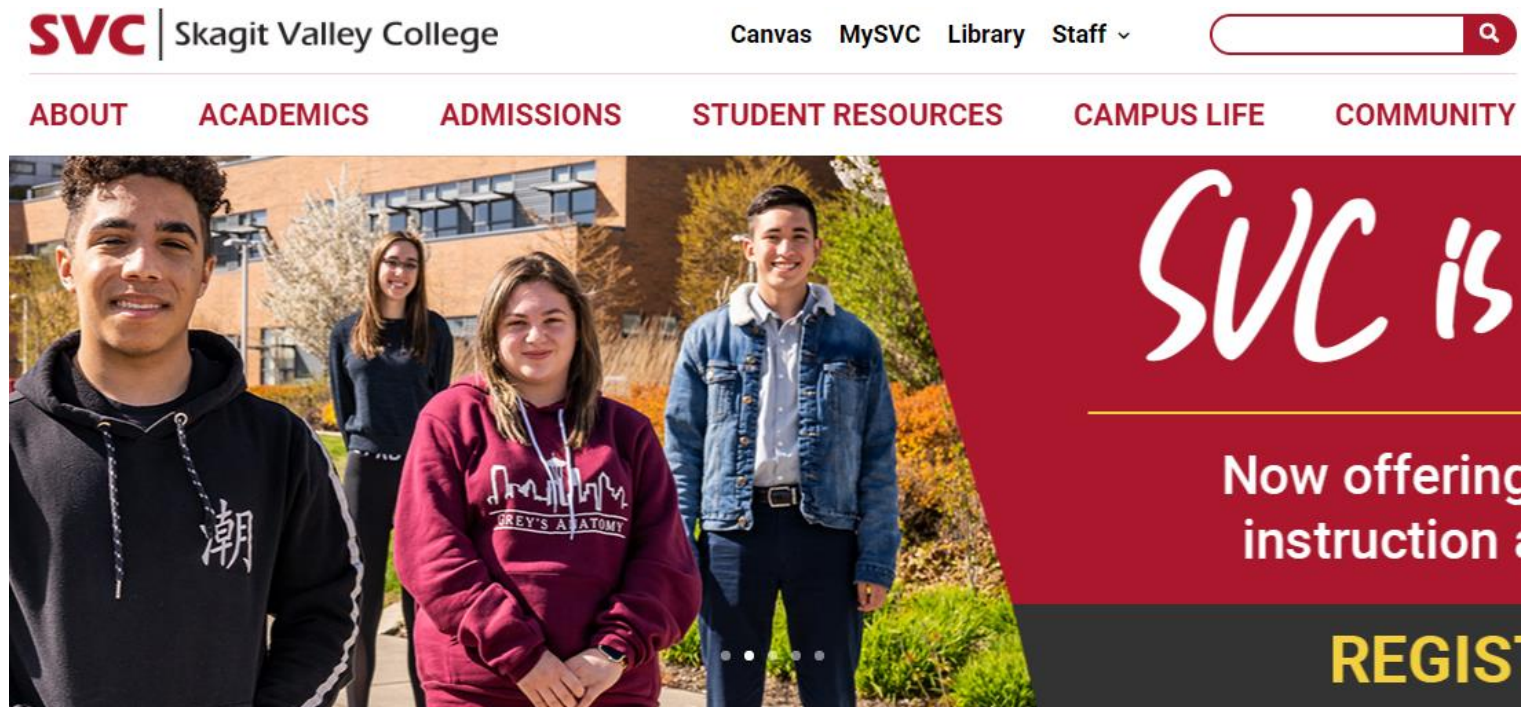 SVC Skagit Valley College
Canvas MySVC Library Staff
ABOUT ACADEMICS ADMISSIONS STUDENT RESOURCES CAMPUS LIFE COMMUNITY
SVC is
Now offering
instruction
REGIST
潮
GREY'S ANATOMY